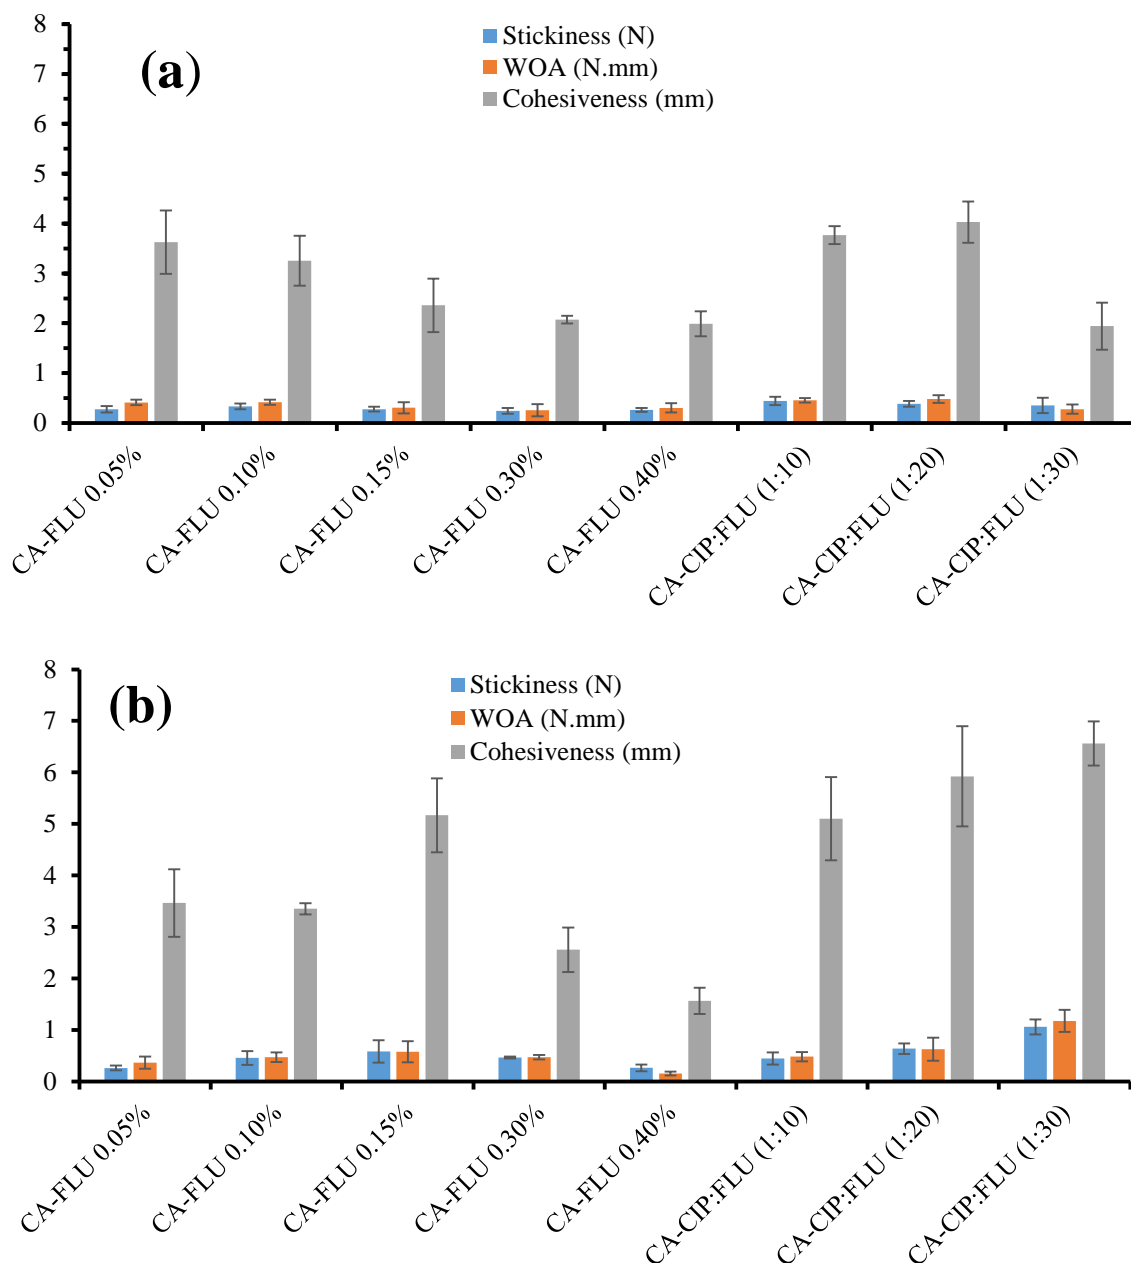 8
(a)
Stickiness (N)
WOA (N.mm)
Cohesiveness (mm)
7
6
5
4
3
2
1
0
CA-FLU 0.05%
CA-FLU 0.10%
CA-FLU 0.15%
CA-FLU 0.30%
CA-FLU 0.40%
CA-CIP:FLU (1:10)
CA-CIP:FLU (1:20)
CA-CIP:FLU (1:30)
8
(b)
Stickiness (N)
WOA (N.mm)
Cohesiveness (mm)
7
6
5
4
3
2
1
0
CA-FLU 0.05%
CA-FLU 0.10%
CA-FLU 0.15%
CA-FLU 0.30%
CA-FLU 0.40%
CA-CIP:FLU (1:10)
CA-CIP:FLU (1:20)
CA-CIP:FLU (1:30)